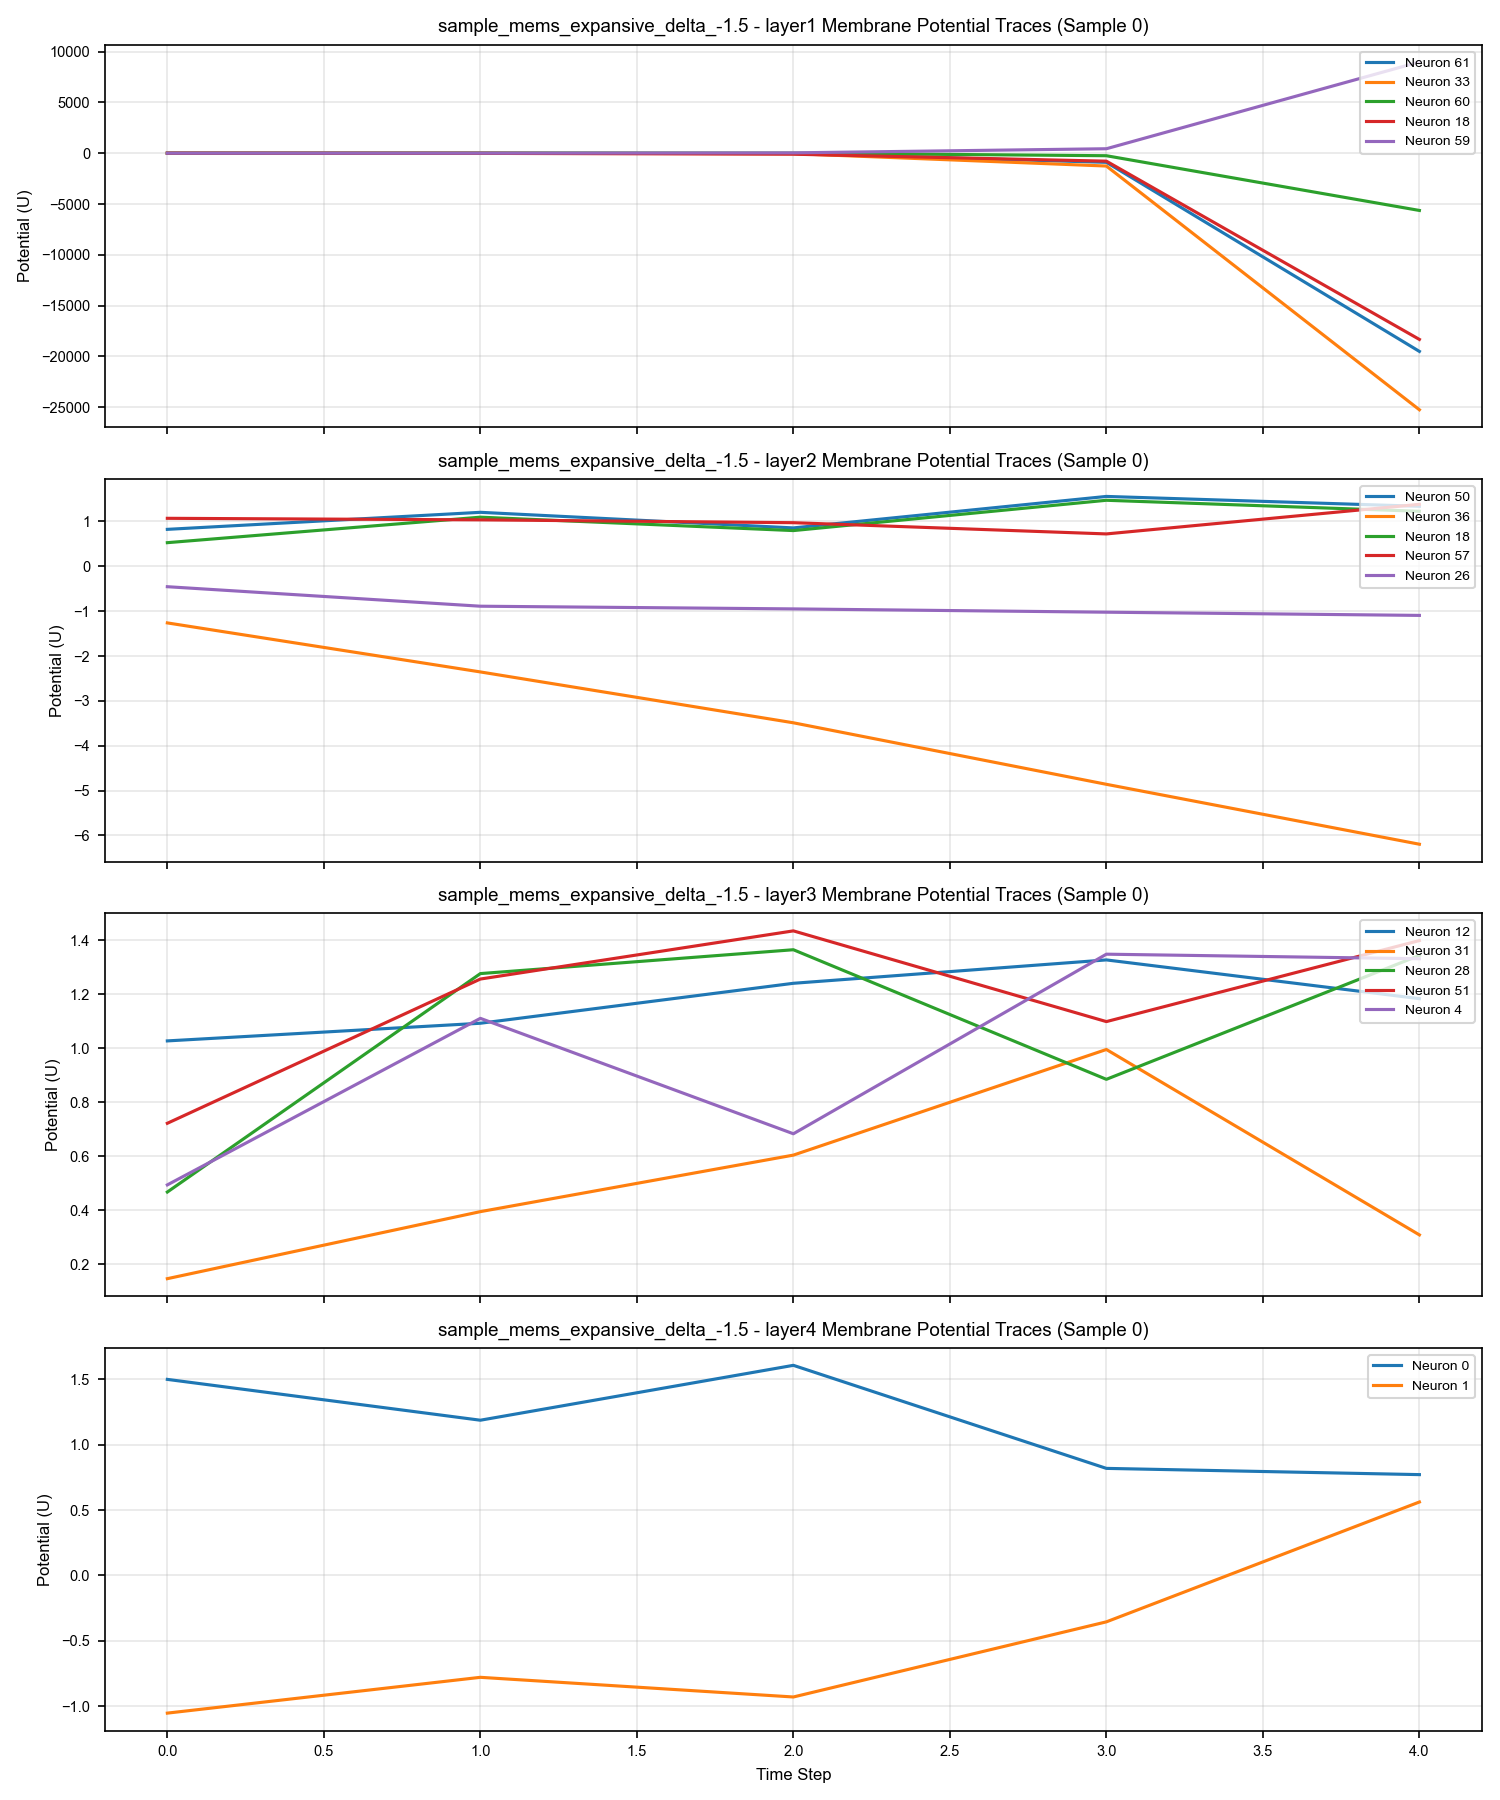 sample_mems_expansive_delta_-1.5 - layer1 Membrane Potential Traces (Sample 0)
10000
5000
0
−5000
−10000
−15000
−20000
−25000
Potential (U)
Neuron 61
Neuron 33
Neuron 60
Neuron 18
Neuron 59
sample_mems_expansive_delta_-1.5 - layer2 Membrane Potential Traces (Sample 0)
1
0
−1
−2
−3
−4
−5
−6
Potential (U)
Neuron 50
Neuron 36
Neuron 18
Neuron 57
Neuron 26
sample_mems_expansive_delta_-1.5 - layer3 Membrane Potential Traces (Sample 0)
1.4
1.2
1.0
0.8
0.6
0.4
0.2
Potential (U)
Neuron 12
Neuron 31
Neuron 28
Neuron 51
Neuron 4
sample_mems_expansive_delta_-1.5 - layer4 Membrane Potential Traces (Sample 0)
1.5
1.0
0.5
0.0
−0.5
−1.0
Potential (U)
Neuron 0
Neuron 1
0.0 0.5 1.0 1.5 2.0 2.5 3.0 3.5 4.0
Time Step